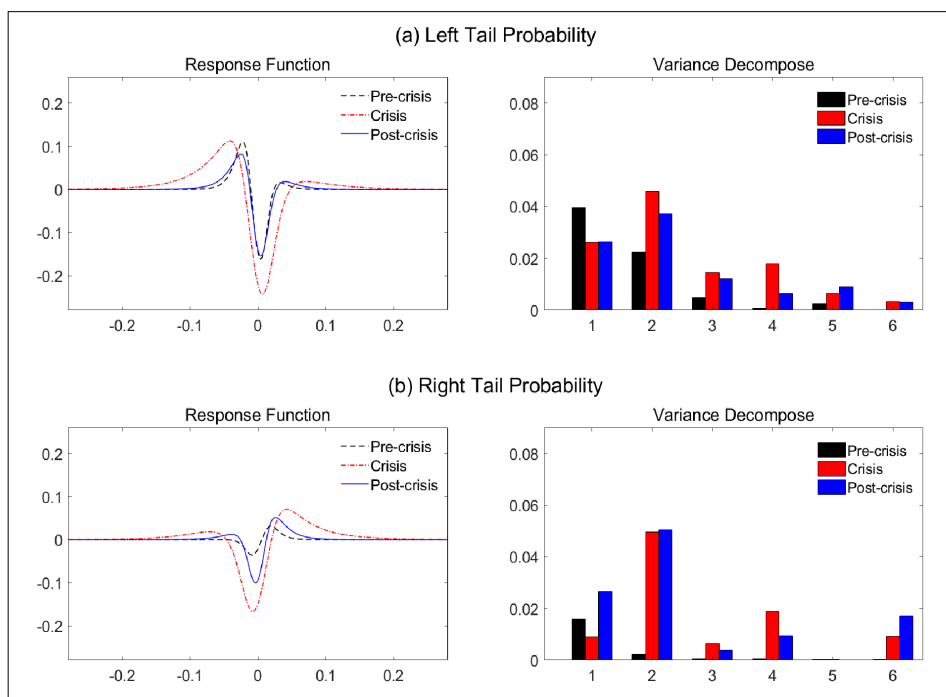 (a) Left Tail Probability
Response Function
Pre-crisis
Crisis
Post-crisis
0.2
0.1
0
-0.1
-0.2
-0.2 -0.1 0 0.1 0.2
Variance Decompose
Pre-crisis
Crisis
Post-crisis
0.08
0.06
0.04
0.02
0
1 2 3 4 5 6
(b) Right Tail Probability
Response Function
Pre-crisis
Crisis
Post-crisis
0.2
0.1
0
-0.1
-0.2
-0.2 -0.1 0 0.1 0.2
Variance Decompose
Pre-crisis
Crisis
Post-crisis
0.08
0.06
0.04
0.02
0
1 2 3 4 5 6